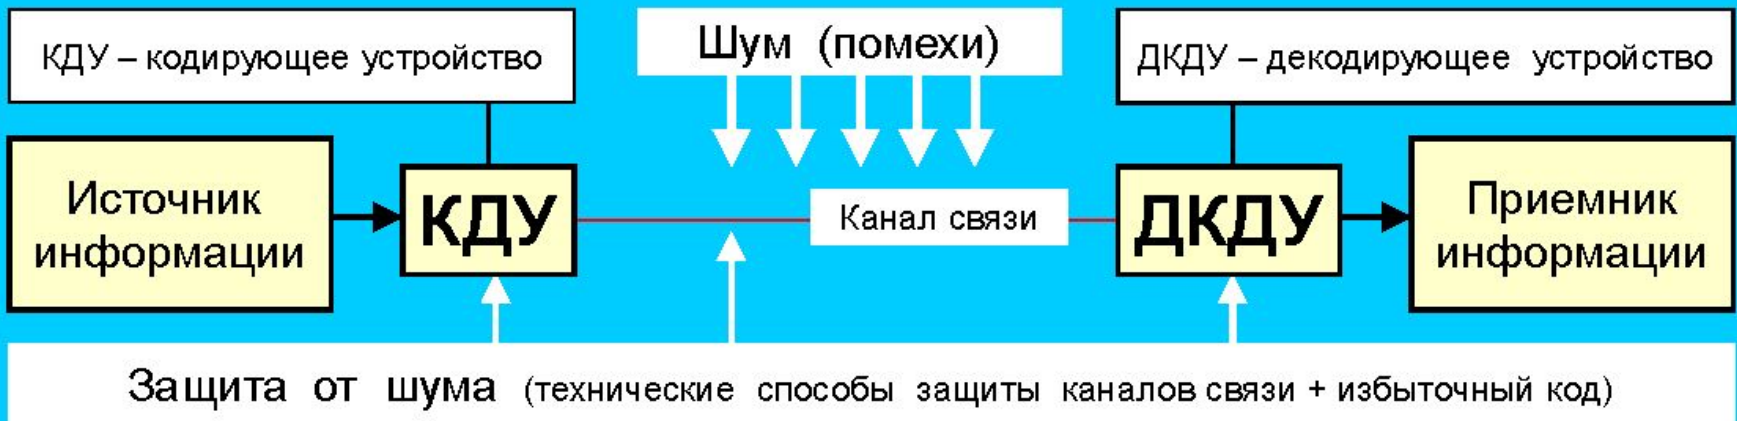 КДУ – кодирующее устройство
Шум (помехи)
ДКДУ – декодирующее устройство
Источник
информации
КДУ
Канал связи
ДКДУ
Приемник
информации
Защита от шума (технические способы защиты каналов связи + избыточный код)